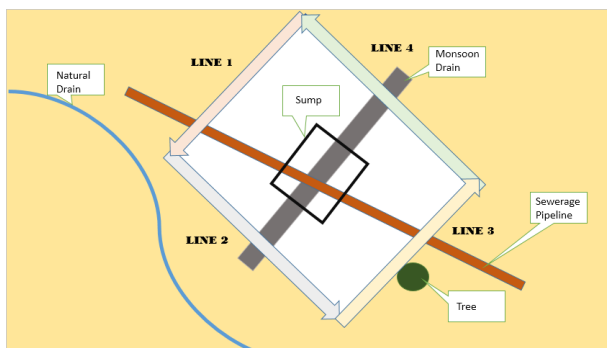 LINE 1
LINE 4
Monsoon
Drain
Natural
Drain
Sump
LINE 2
LINE 3
Sewerage
Pipeline
Tree